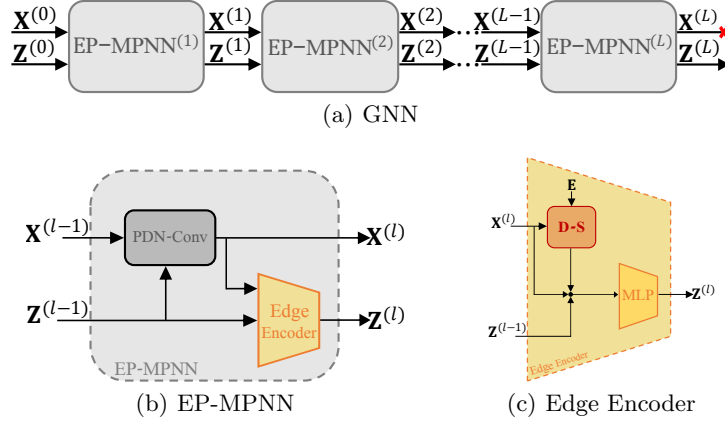 X^(0) X^(1) X^(2) X^(L−1) X^(L)
EP−MPNN^(1) EP−MPNN^(2) ... ... EP−MPNN^(L)
Z^(0) Z^(1) Z^(2) Z^(L−1) Z^(L)
(a) GNN
X^(l−1) PDN-Conv X^(l)
Z^(l−1) Edge Encoder Z^(l)
EP-MPNN
(b) EP-MPNN
E
X^(l) D-S
MLP Z^(l)
Z^(l−1)
Edge Encoder
(c) Edge Encoder